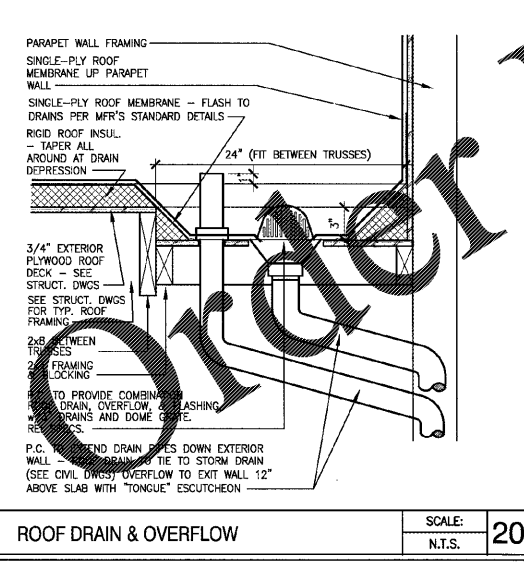 PARAPET WALL FRAMING
SINGLE-PLY ROOF
MEMBRANE UP PARAPET
WALL
SINGLE-PLY ROOF MEMBRANE - FLASH TO
DRAINS PER MFR'S STANDARD DETAILS
RIGID ROOF INSUL.
- TAPER ALL
AROUND AT DRAIN
DEPRESSION
24" (FIT BETWEEN TRUSSES)
1"
3"
3/4" EXTERIOR
PLYWOOD ROOF
DECK - SEE
STRUCT. DWGS
SEE STRUCT. DWGS
FOR TYP. ROOF
FRAMING
2x8 BETWEEN
TRUSSES
FRAMING
& BLOCKING
P.C. TO PROVIDE COMBINATION
DRAIN, OVERFLOW, & FLASHING,
DRAINS AND DOME GRATE.
P.C. TO EXTEND DRAIN PIPES DOWN EXTERIOR
WALL - DRAIN TO TIE TO STORM DRAIN
(SEE CIVIL DWGS) OVERFLOW TO EXIT WALL 12"
ABOVE SLAB WITH "TONGUE" ESCUTCHEON
Order
ROOF DRAIN & OVERFLOW
SCALE:
N.T.S.
20